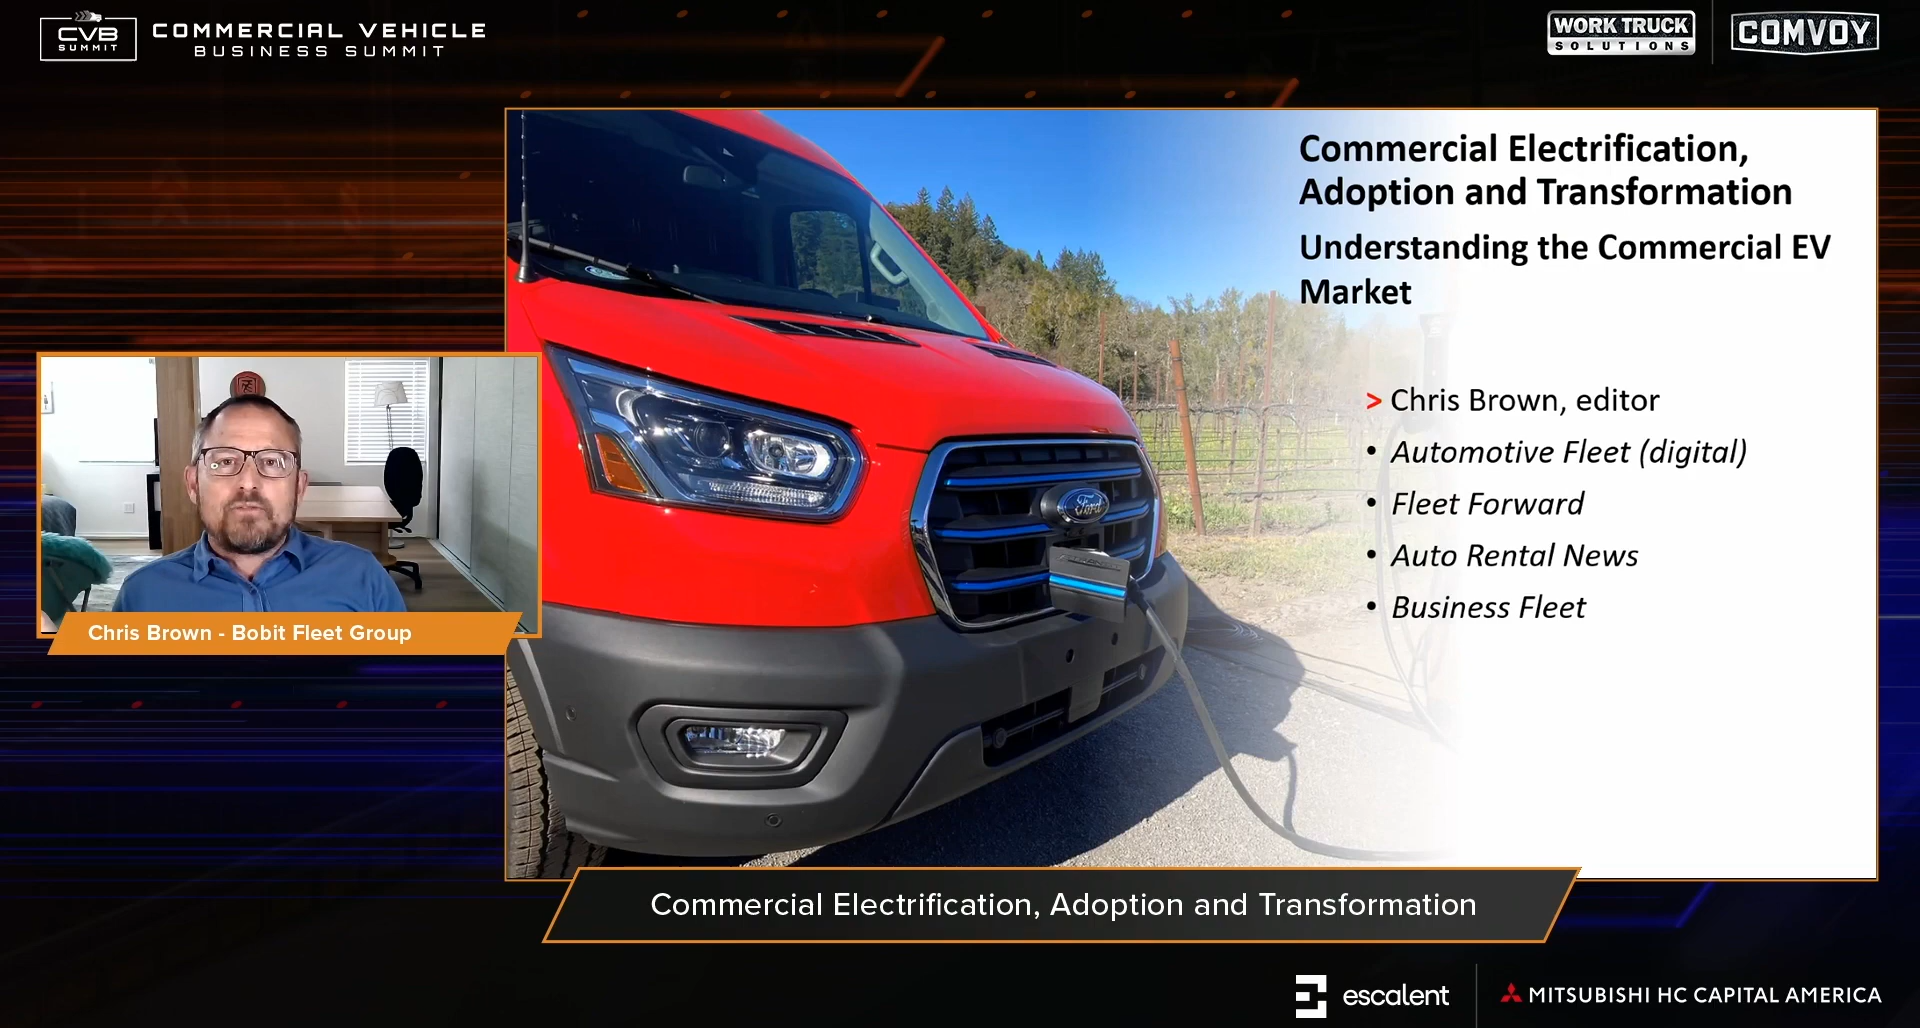 CVB
SUMMIT
COMMERCIAL VEHICLE
BUSINESS SUMMIT
WORK TRUCK
SOLUTIONS
COMVOY
Commercial Electrification,
Adoption and Transformation
Understanding the Commercial EV
Market
> Chris Brown, editor
• Automotive Fleet (digital)
• Fleet Forward
• Auto Rental News
• Business Fleet
Ford
Chris Brown - Bobit Fleet Group
Commercial Electrification, Adoption and Transformation
escalent
MITSUBISHI HC CAPITAL AMERICA